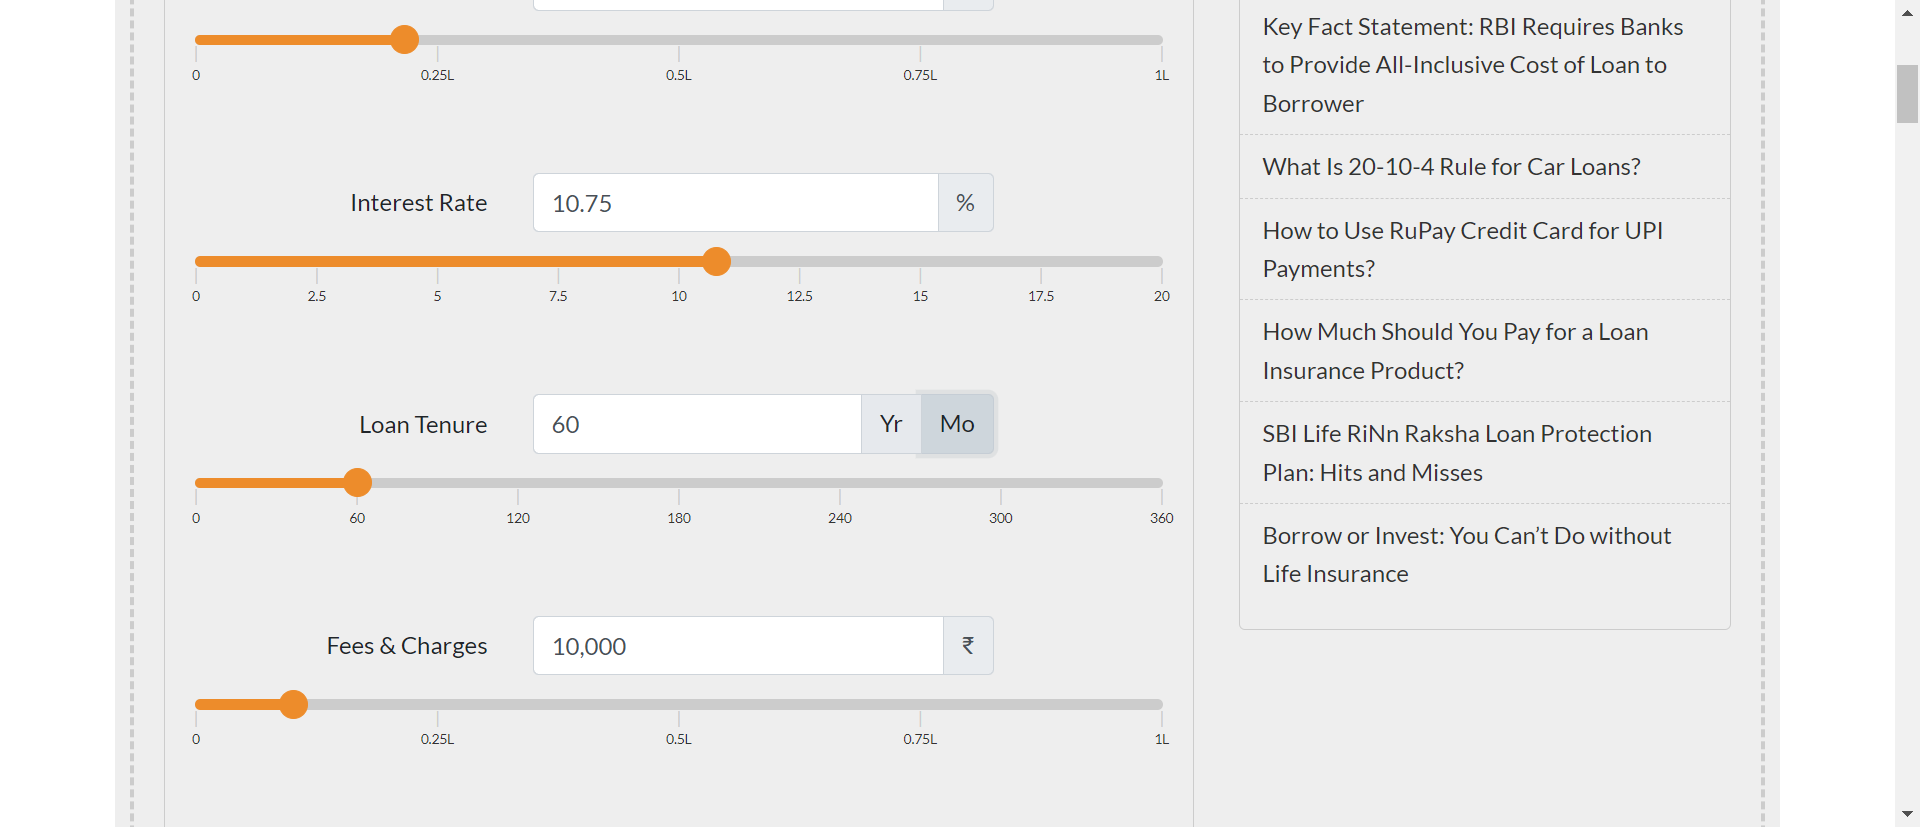 0 0.25L 0.5L 0.75L 1L
Interest Rate 10.75 %
0 2.5 5 7.5 10 12.5 15 17.5 20
Loan Tenure 60 Yr Mo
0 60 120 180 240 300 360
Fees & Charges 10,000 ₹
0 0.25L 0.5L 0.75L 1L
Key Fact Statement: RBI Requires Banks
to Provide All-Inclusive Cost of Loan to
Borrower
What Is 20-10-4 Rule for Car Loans?
How to Use RuPay Credit Card for UPI
Payments?
How Much Should You Pay for a Loan
Insurance Product?
SBI Life RiNn Raksha Loan Protection
Plan: Hits and Misses
Borrow or Invest: You Can’t Do without
Life Insurance